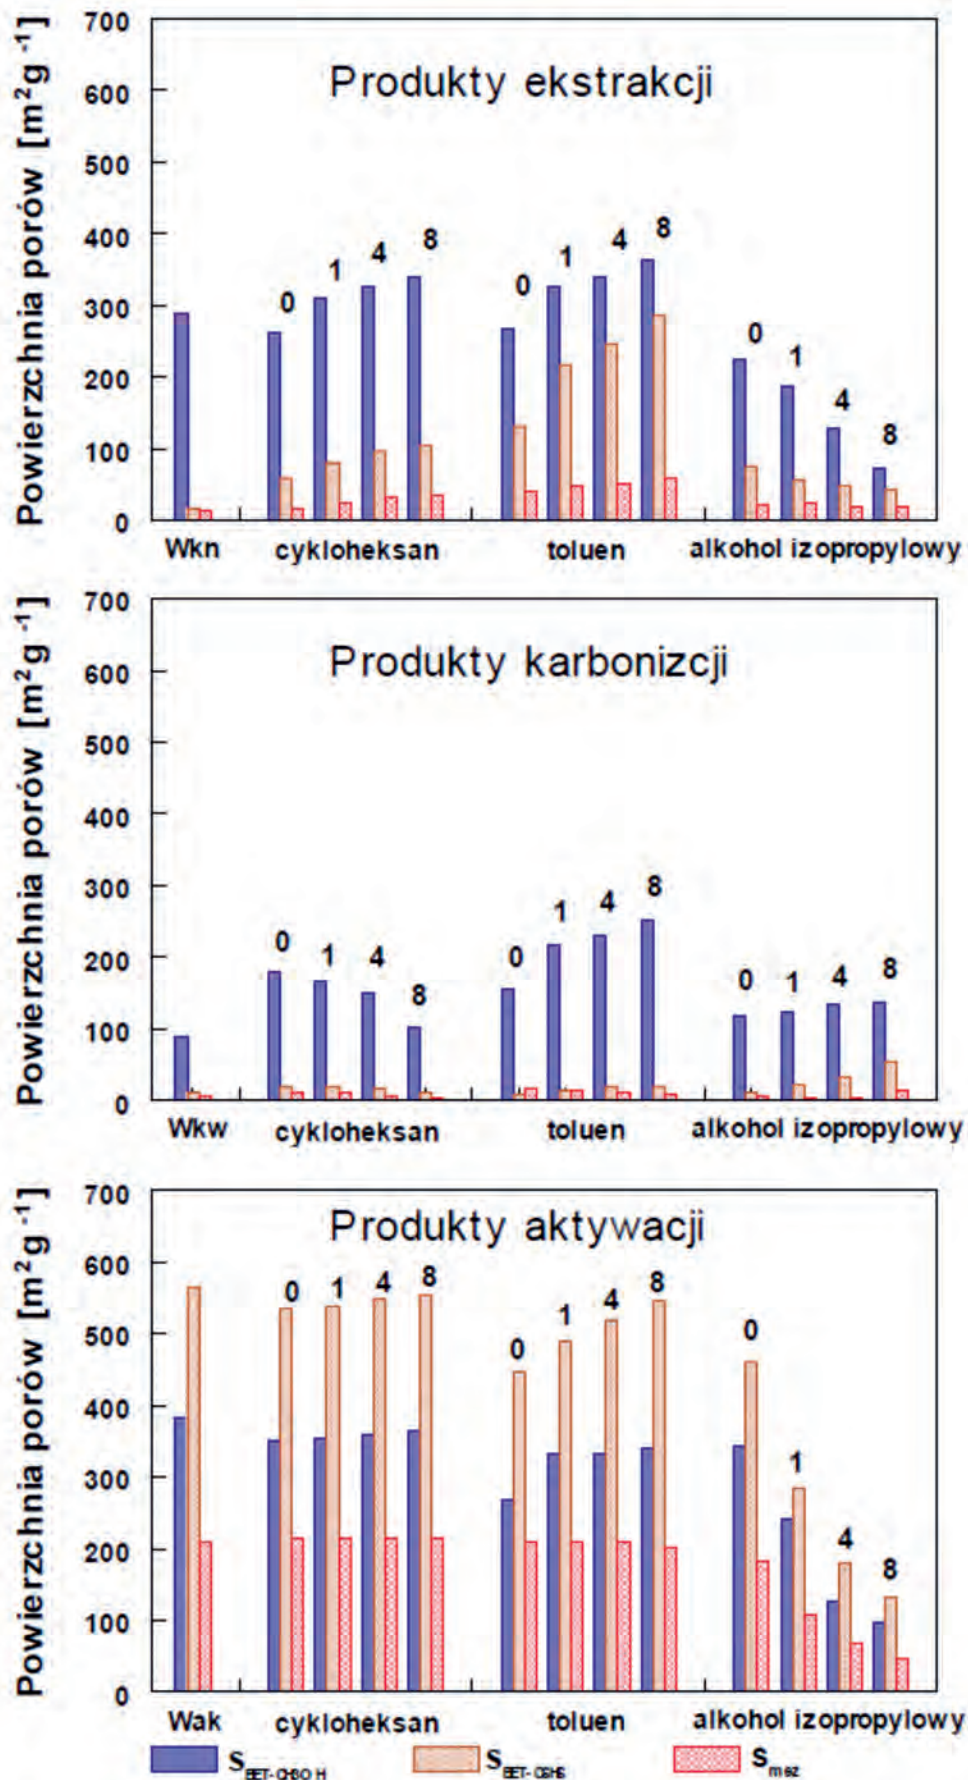 Powierzchnia porów [m²g⁻¹]
700
600
500
400
300
200
100
0
Produkty ekstrakcji
0 1 4 8
0 1 4 8
0 1 4 8
Wkn cykloheksan toluen alkohol izopropylowy
Powierzchnia porów [m²g⁻¹]
700
600
500
400
300
200
100
0
Produkty karbonizcji
0 1 4 8
0 1 4 8
0 1 4 8
Wkw cykloheksan toluen alkohol izopropylowy
Powierzchnia porów [m²g⁻¹]
700
600
500
400
300
200
100
0
Produkty aktywacji
0 1 4 8
0 1 4 8
0 1 4 8
Wak cykloheksan toluen alkohol izopropylowy
S BET-CH3OH S BET-C6H6 S mez